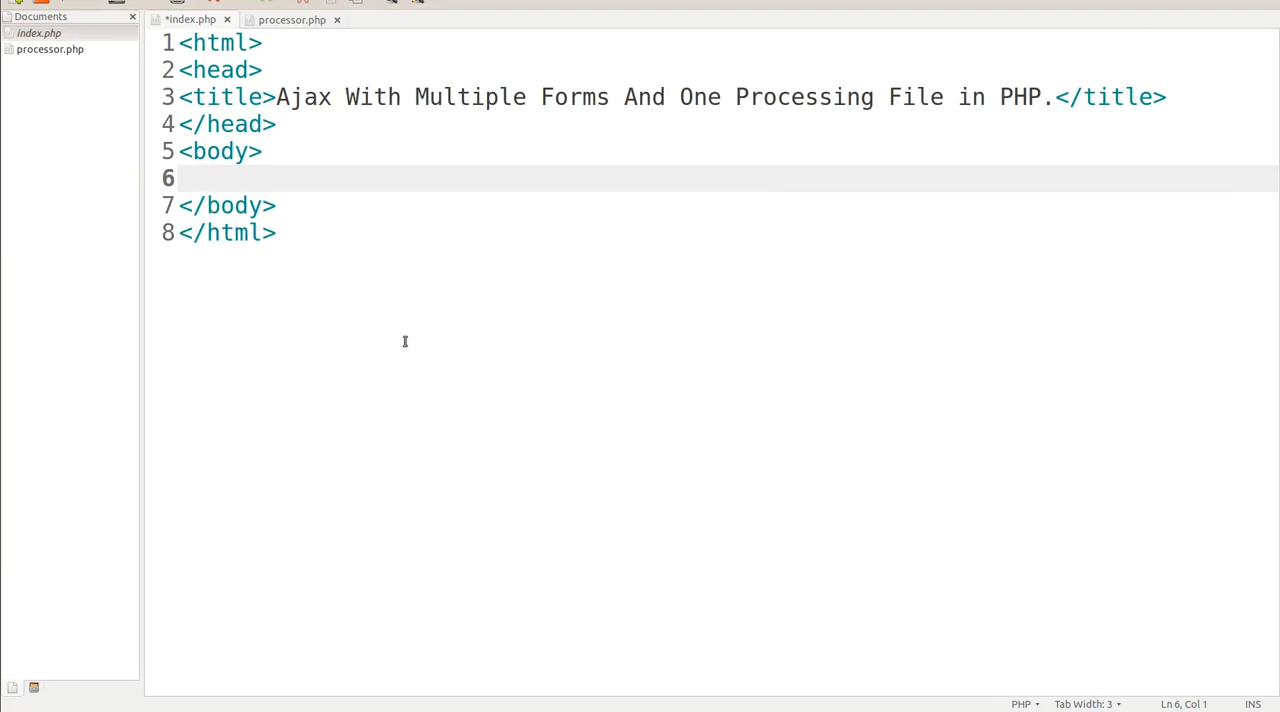 Documents
index.php
processor.php
*index.php
processor.php
1<html>
2<head>
3<title>Ajax With Multiple Forms And One Processing File in PHP.</title>
4</head>
5<body>
6
7</body>
8</html>
PHP
Tab Width: 3
Ln 6, Col 1
INS